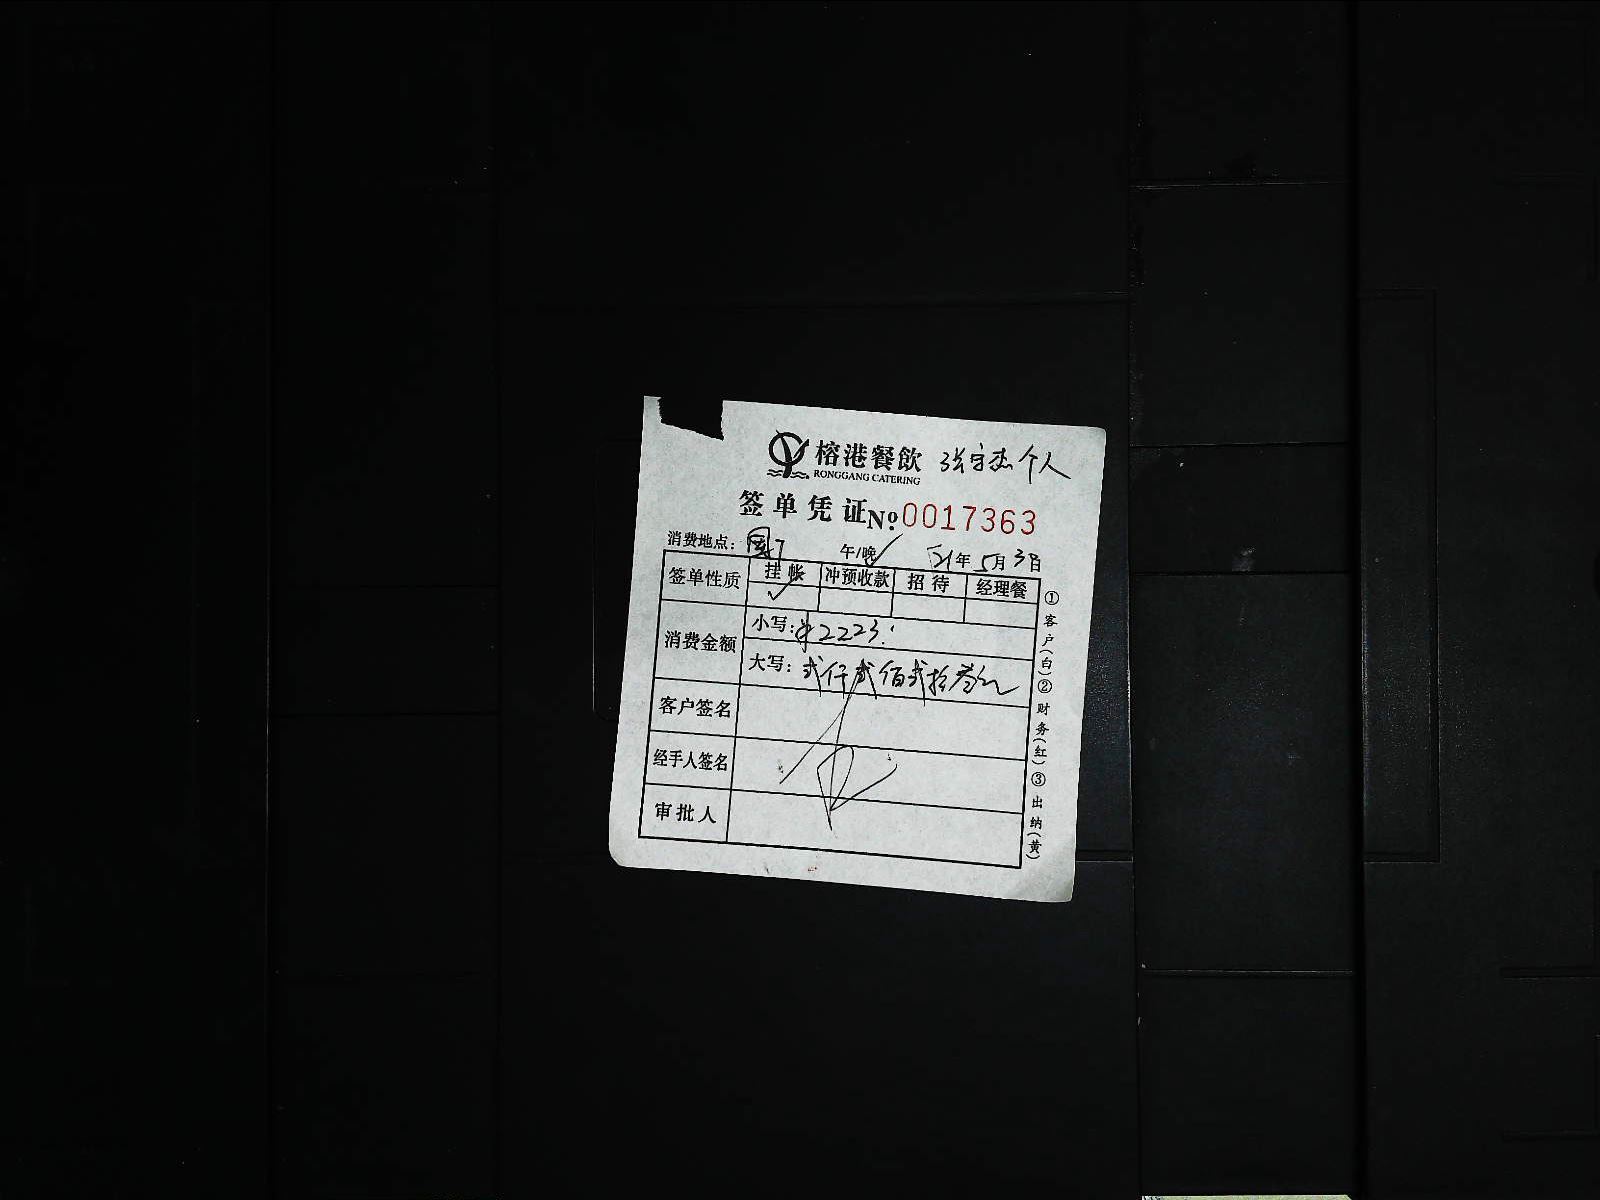 榕港餐飲 张守杰 个人
RONGGANG CATERING
签单凭证 №0017363
消费地点: 午/晚 21年5月3日
签单性质 挂帐 冲预收款 招待 经理餐
✓
消费金额 小写: ¥2223.
大写: 贰仟贰佰贰拾叁元
客户签名
经手人签名
审批人
①客户(白)②财务(红)③出纳(黄)